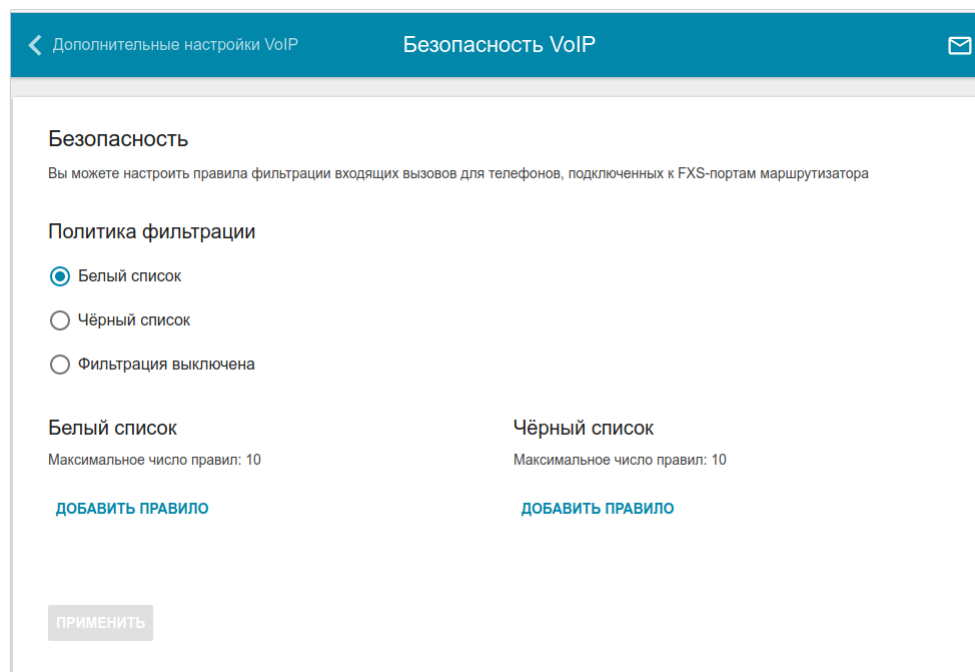 Дополнительные настройки VoIP
Безопасность VoIP
Безопасность
Вы можете настроить правила фильтрации входящих вызовов для телефонов, подключенных к FXS-портам маршрутизатора
Политика фильтрации
Белый список
Чёрный список
Фильтрация выключена
Белый список
Максимальное число правил: 10
ДОБАВИТЬ ПРАВИЛО
Чёрный список
Максимальное число правил: 10
ДОБАВИТЬ ПРАВИЛО
ПРИМЕНИТЬ